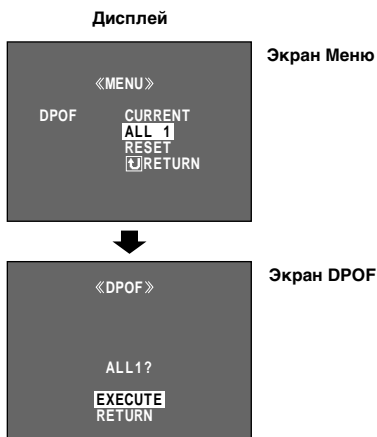 Дисплей
Экран Меню
《MENU》
DPOF CURRENT
ALL 1
RESET
RETURN
Экран DPOF
《DPOF》
ALL1?
EXECUTE
RETURN